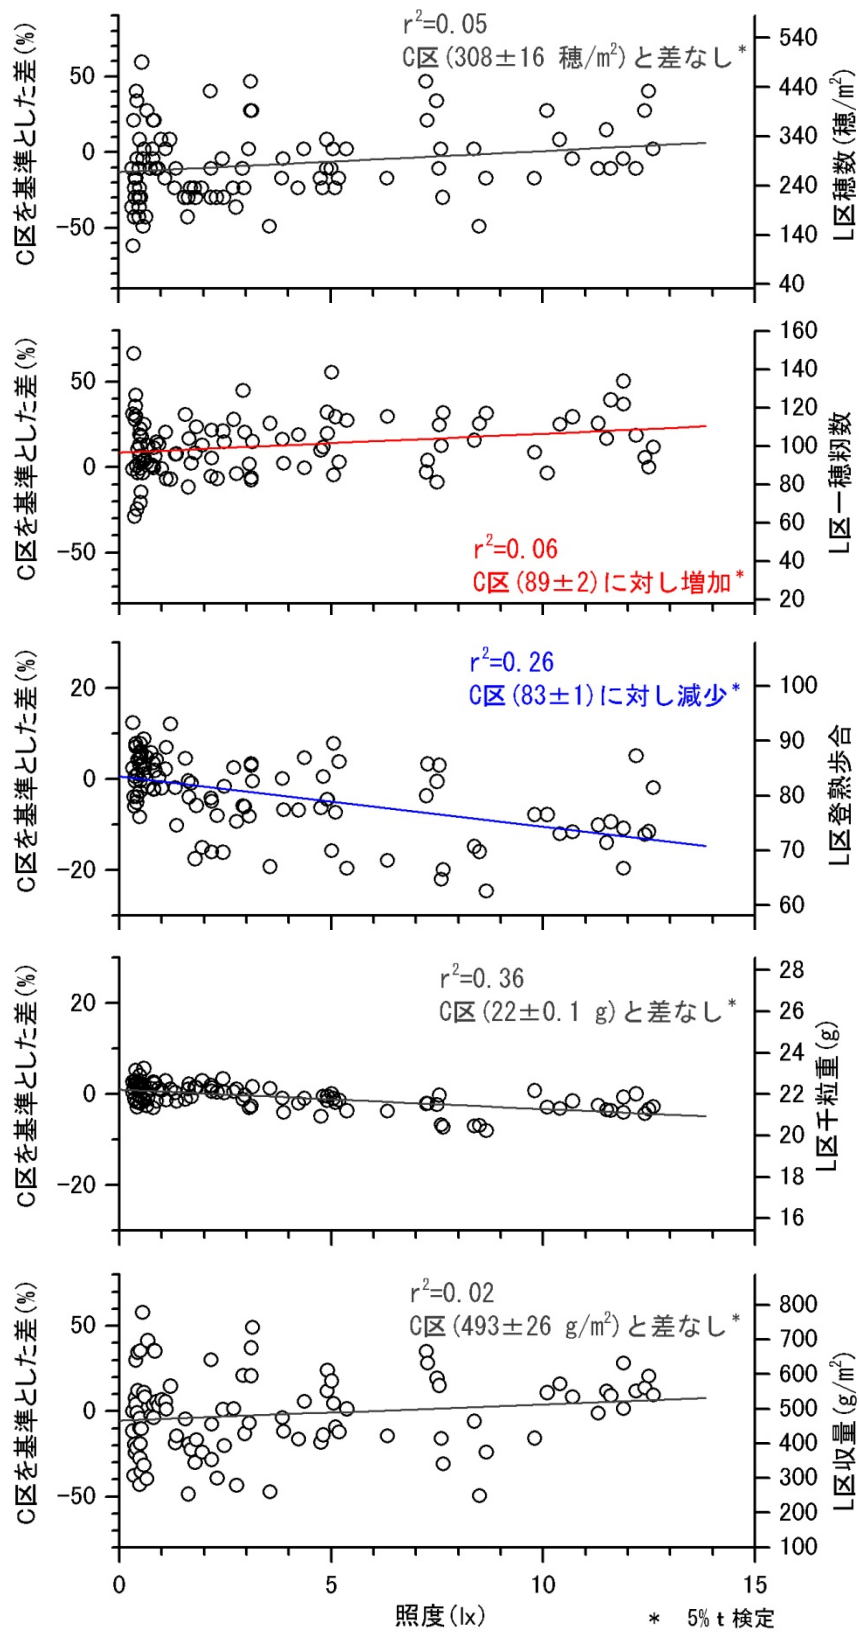 r²=0.05
C区(308±16 穂/m²)と差なし*
C区を基準とした差(%)
50
0
-50
540
440
340
240
140
40
L区穂数(穂/m²)
C区を基準とした差(%)
50
0
-50
160
140
120
100
80
60
40
20
L区一穂籾数
r²=0.06
C区(89±2)に対し増加*
r²=0.26
C区(83±1)に対し減少*
C区を基準とした差(%)
20
0
-20
100
90
80
70
60
L区登熟歩合
r²=0.36
C区(22±0.1 g)と差なし*
C区を基準とした差(%)
20
0
-20
28
26
24
22
20
18
16
L区千粒重(g)
r²=0.02
C区(493±26 g/m²)と差なし*
C区を基準とした差(%)
50
0
-50
800
700
600
500
400
300
200
100
L区収量(g/m²)
0 5 10 15
照度(lx)
* 5% t 検定